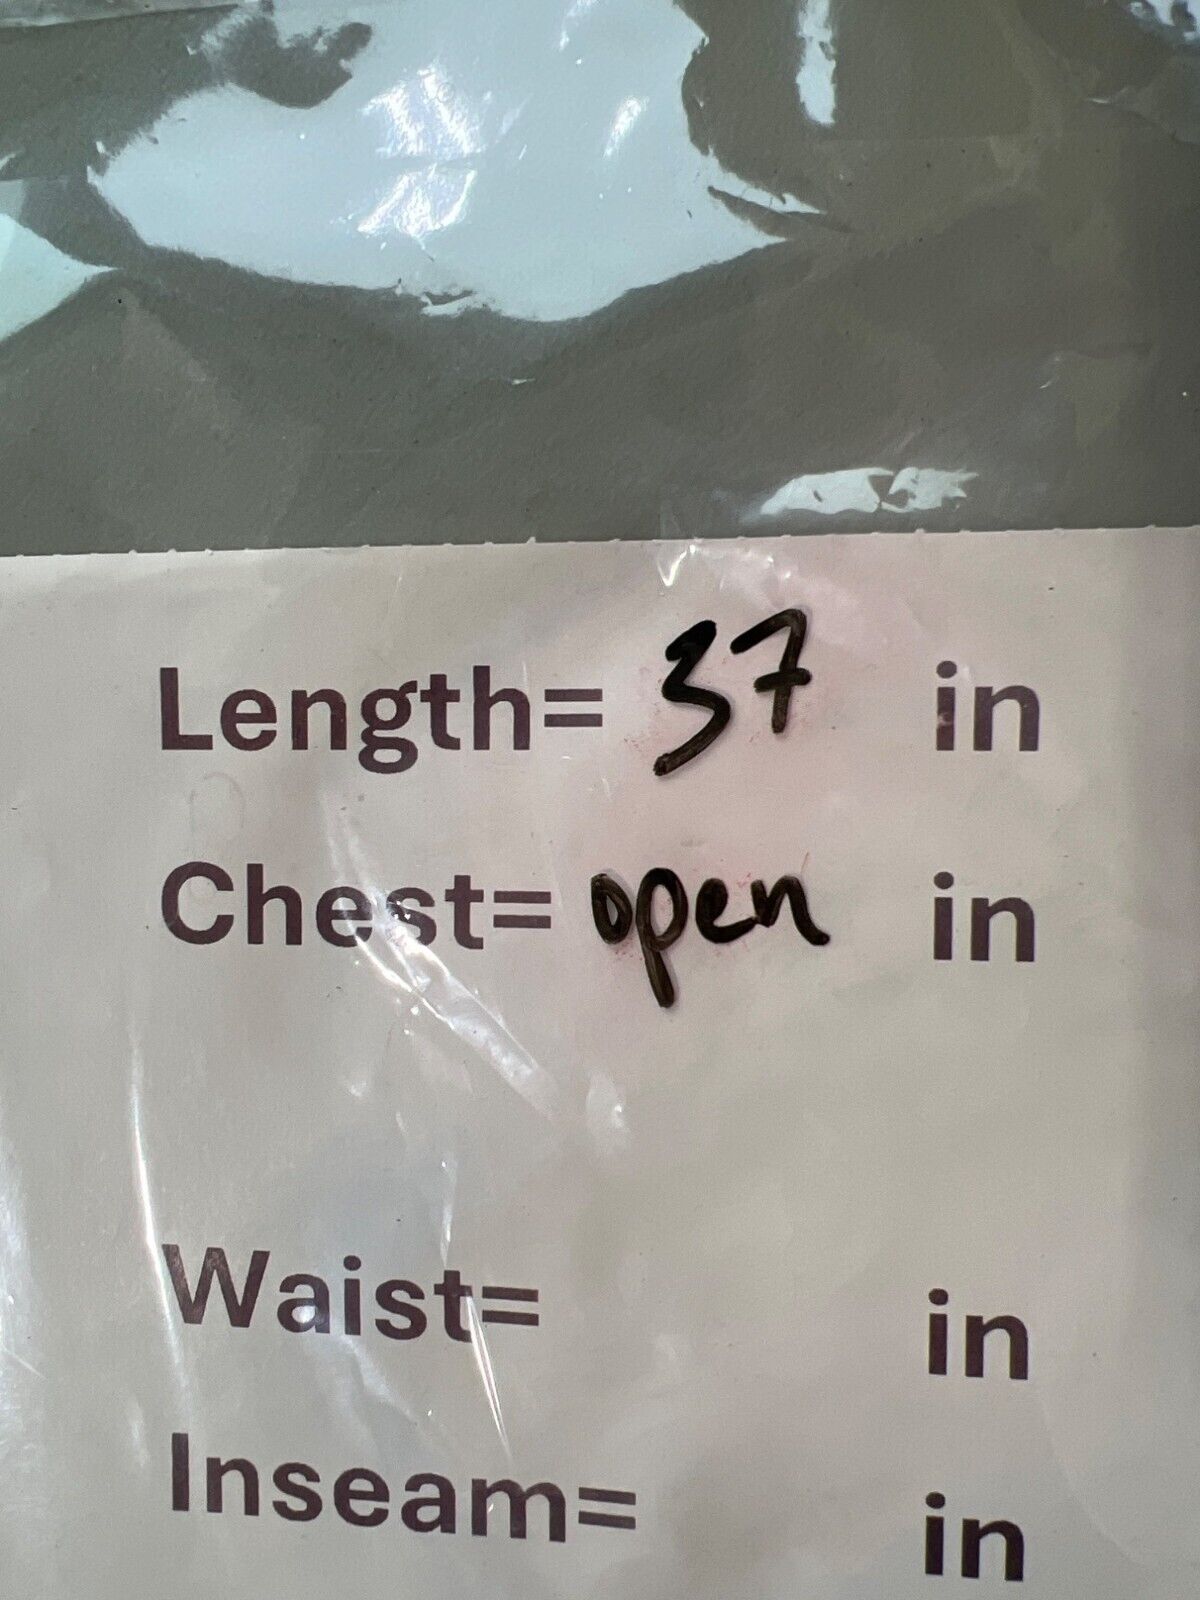 Length= 37 in
Chest= open in
Waist= in
Inseam= in